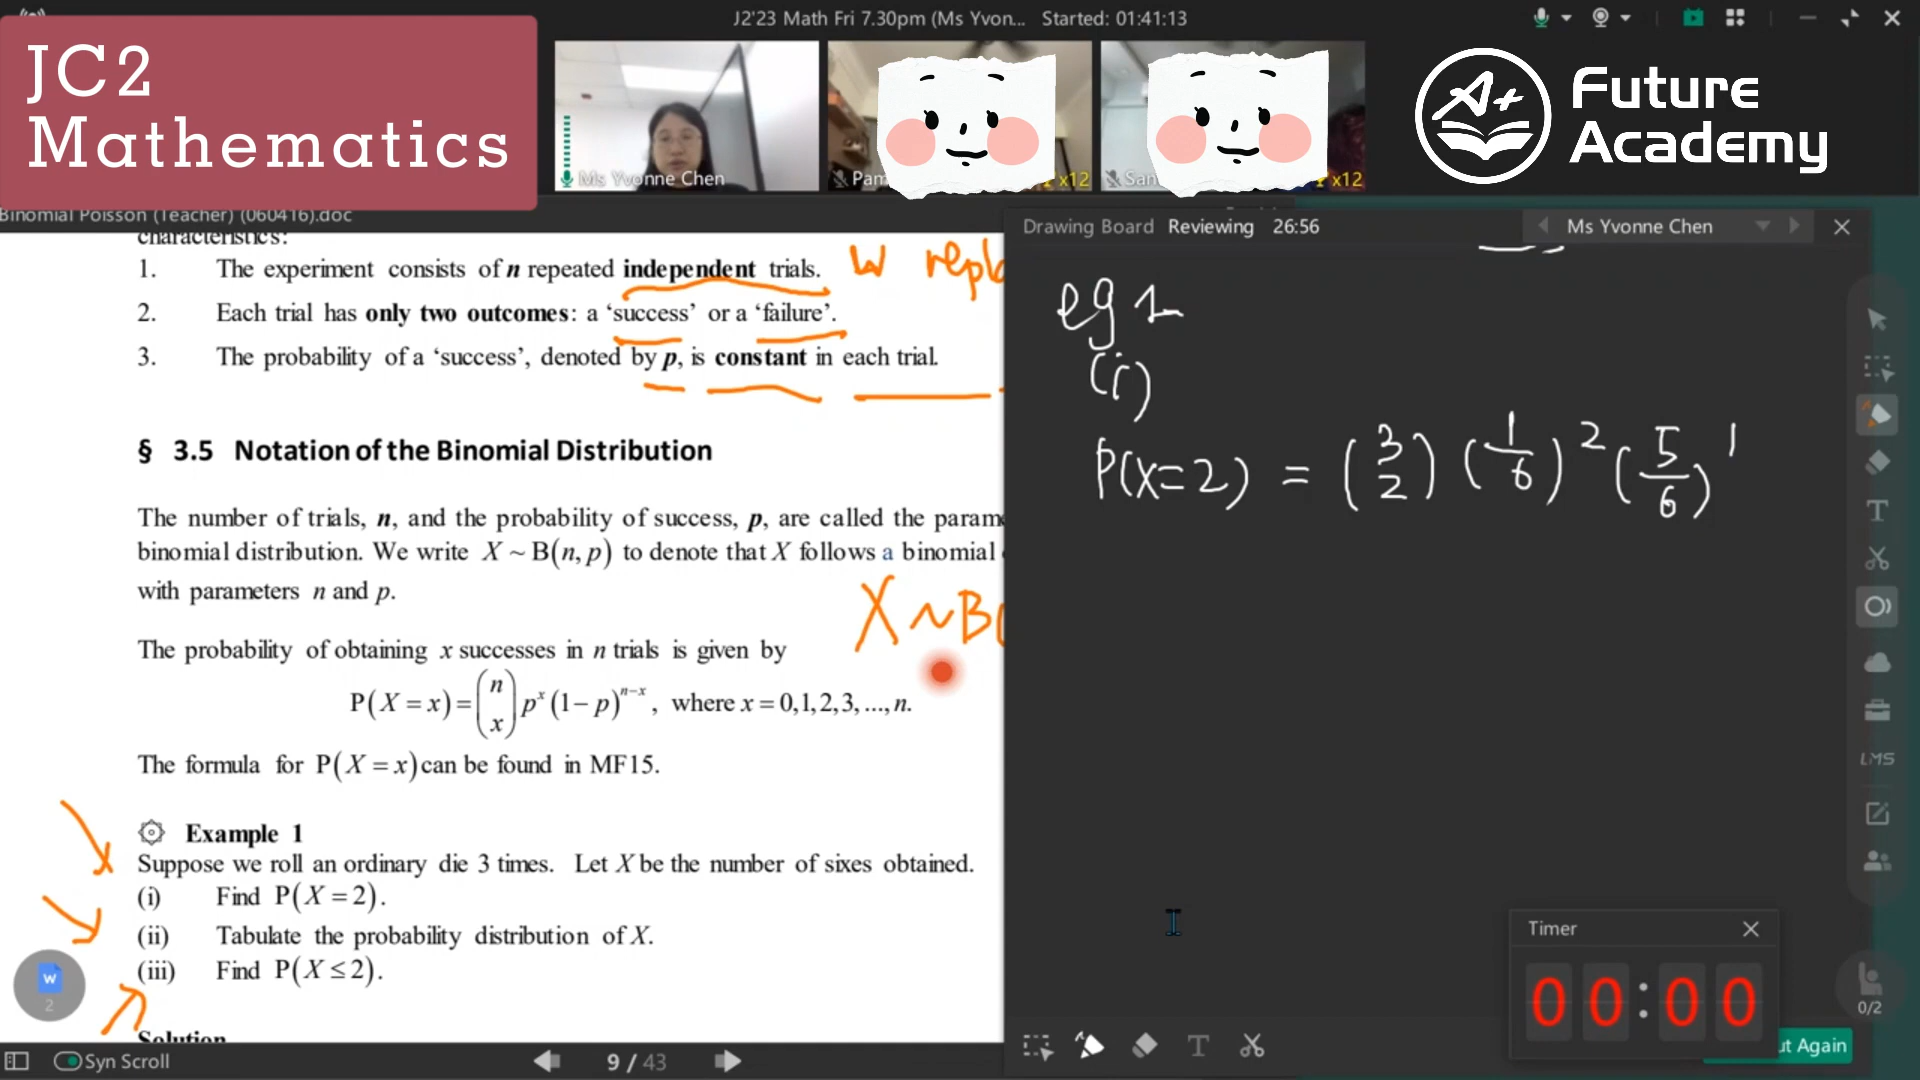 J2'23 Math Fri 7.30pm (Ms Yvon... Started: 01:41:13
JC2
Mathematics
Ms Yvonne Chen
Pam
x12
San
x12
A+
Future
Academy
Binomial Poisson (Teacher) (060416).doc
characteristics:
1. The experiment consists of n repeated independent trials. W repla
2. Each trial has only two outcomes: a ‘success’ or a ‘failure’.
3. The probability of a ‘success’, denoted by p, is constant in each trial.
§ 3.5 Notation of the Binomial Distribution
The number of trials, n, and the probability of success, p, are called the parame
binomial distribution. We write X ~ B(n, p) to denote that X follows a binomial
with parameters n and p.
X ~B(
The probability of obtaining x successes in n trials is given by
P(X = x) = (n x) p^x (1−p)^(n−x), where x = 0,1,2,3, ..., n.
The formula for P(X = x) can be found in MF15.
Example 1
Suppose we roll an ordinary die 3 times. Let X be the number of sixes obtained.
(i) Find P(X = 2).
(ii) Tabulate the probability distribution of X.
(iii) Find P(X ≤ 2).
Solution
W
2
Syn Scroll
9 / 43
Drawing Board Reviewing 26:56
Ms Yvonne Chen
eg 1
(i)
P(X=2) = (3 2) (1/6)^2 (5/6)^1
T
LMS
0/2
Timer
00:00
T
ut Again